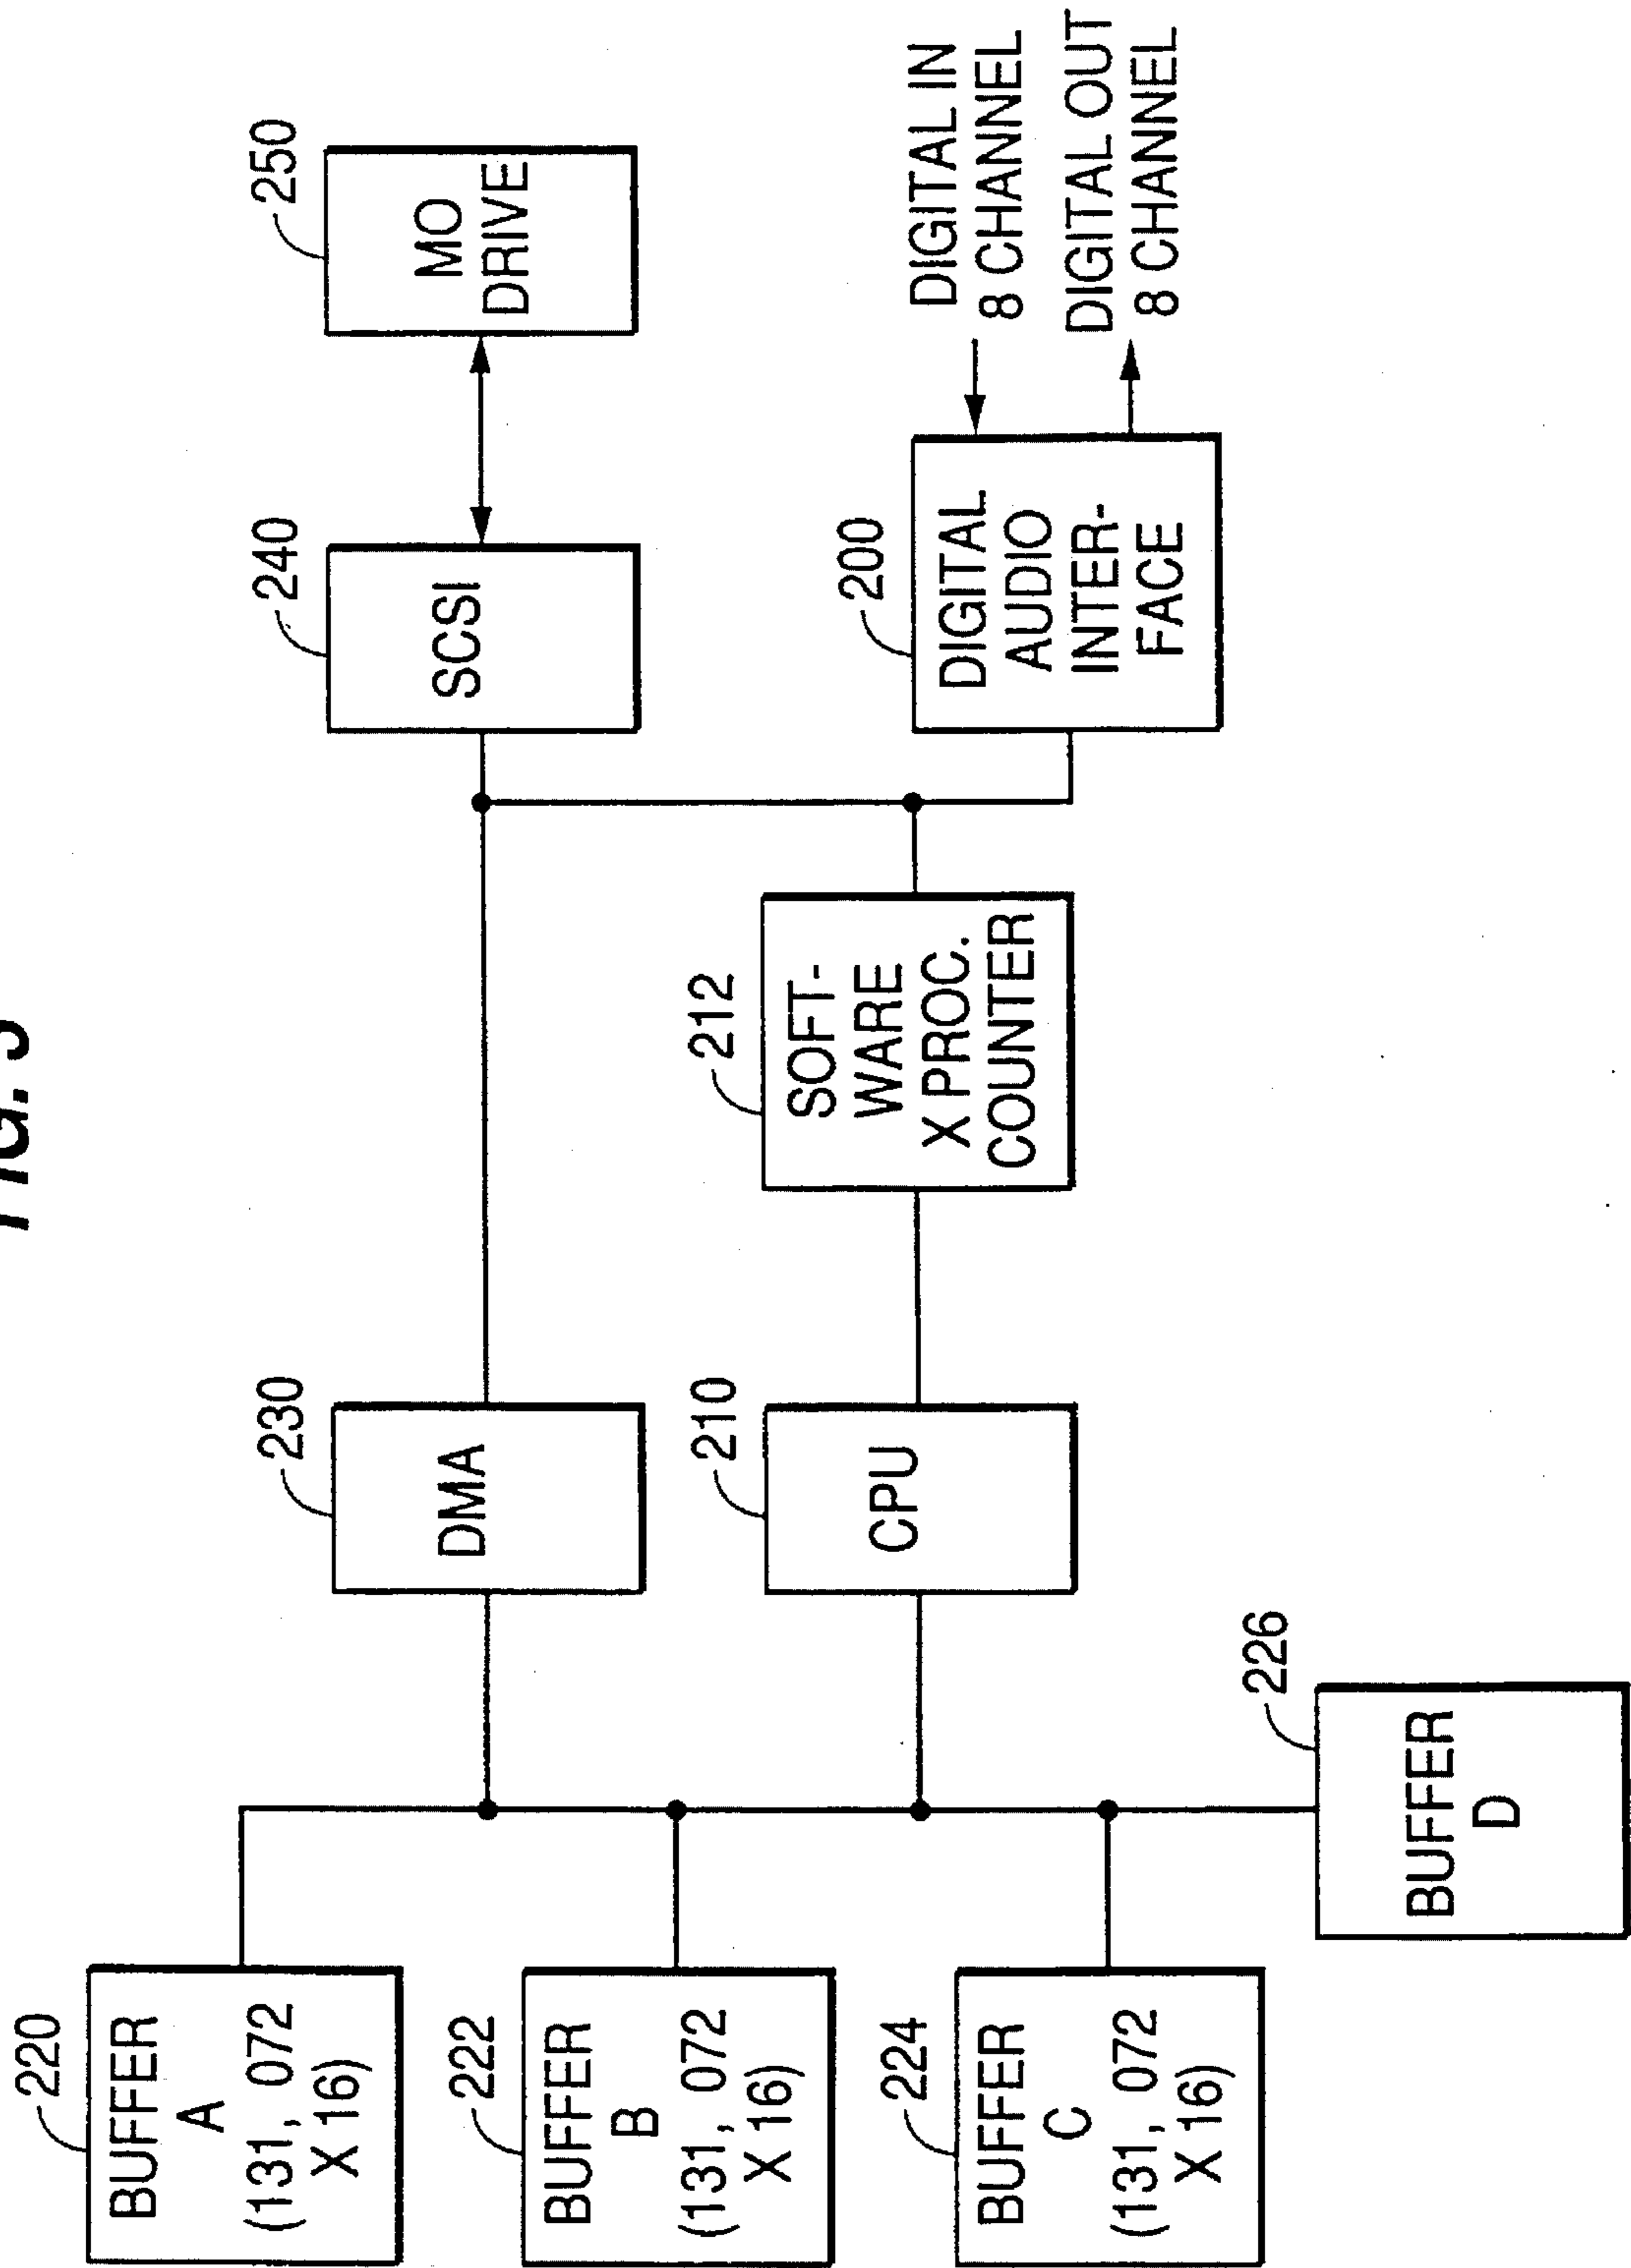 FIG. 3
220
BUFFER
A
(131, 072
X 16)
222
BUFFER
B
(131, 072
X 16)
224
BUFFER
C
(131, 072
X 16)
226
BUFFER
D
230
DMA
210
CPU
212
SOFT-
WARE
X PROC.
COUNTER
240
SCSI
200
DIGITAL
AUDIO
INTER-
FACE
250
MO
DRIVE
DIGITAL IN
8 CHANNEL
DIGITAL OUT
8 CHANNEL